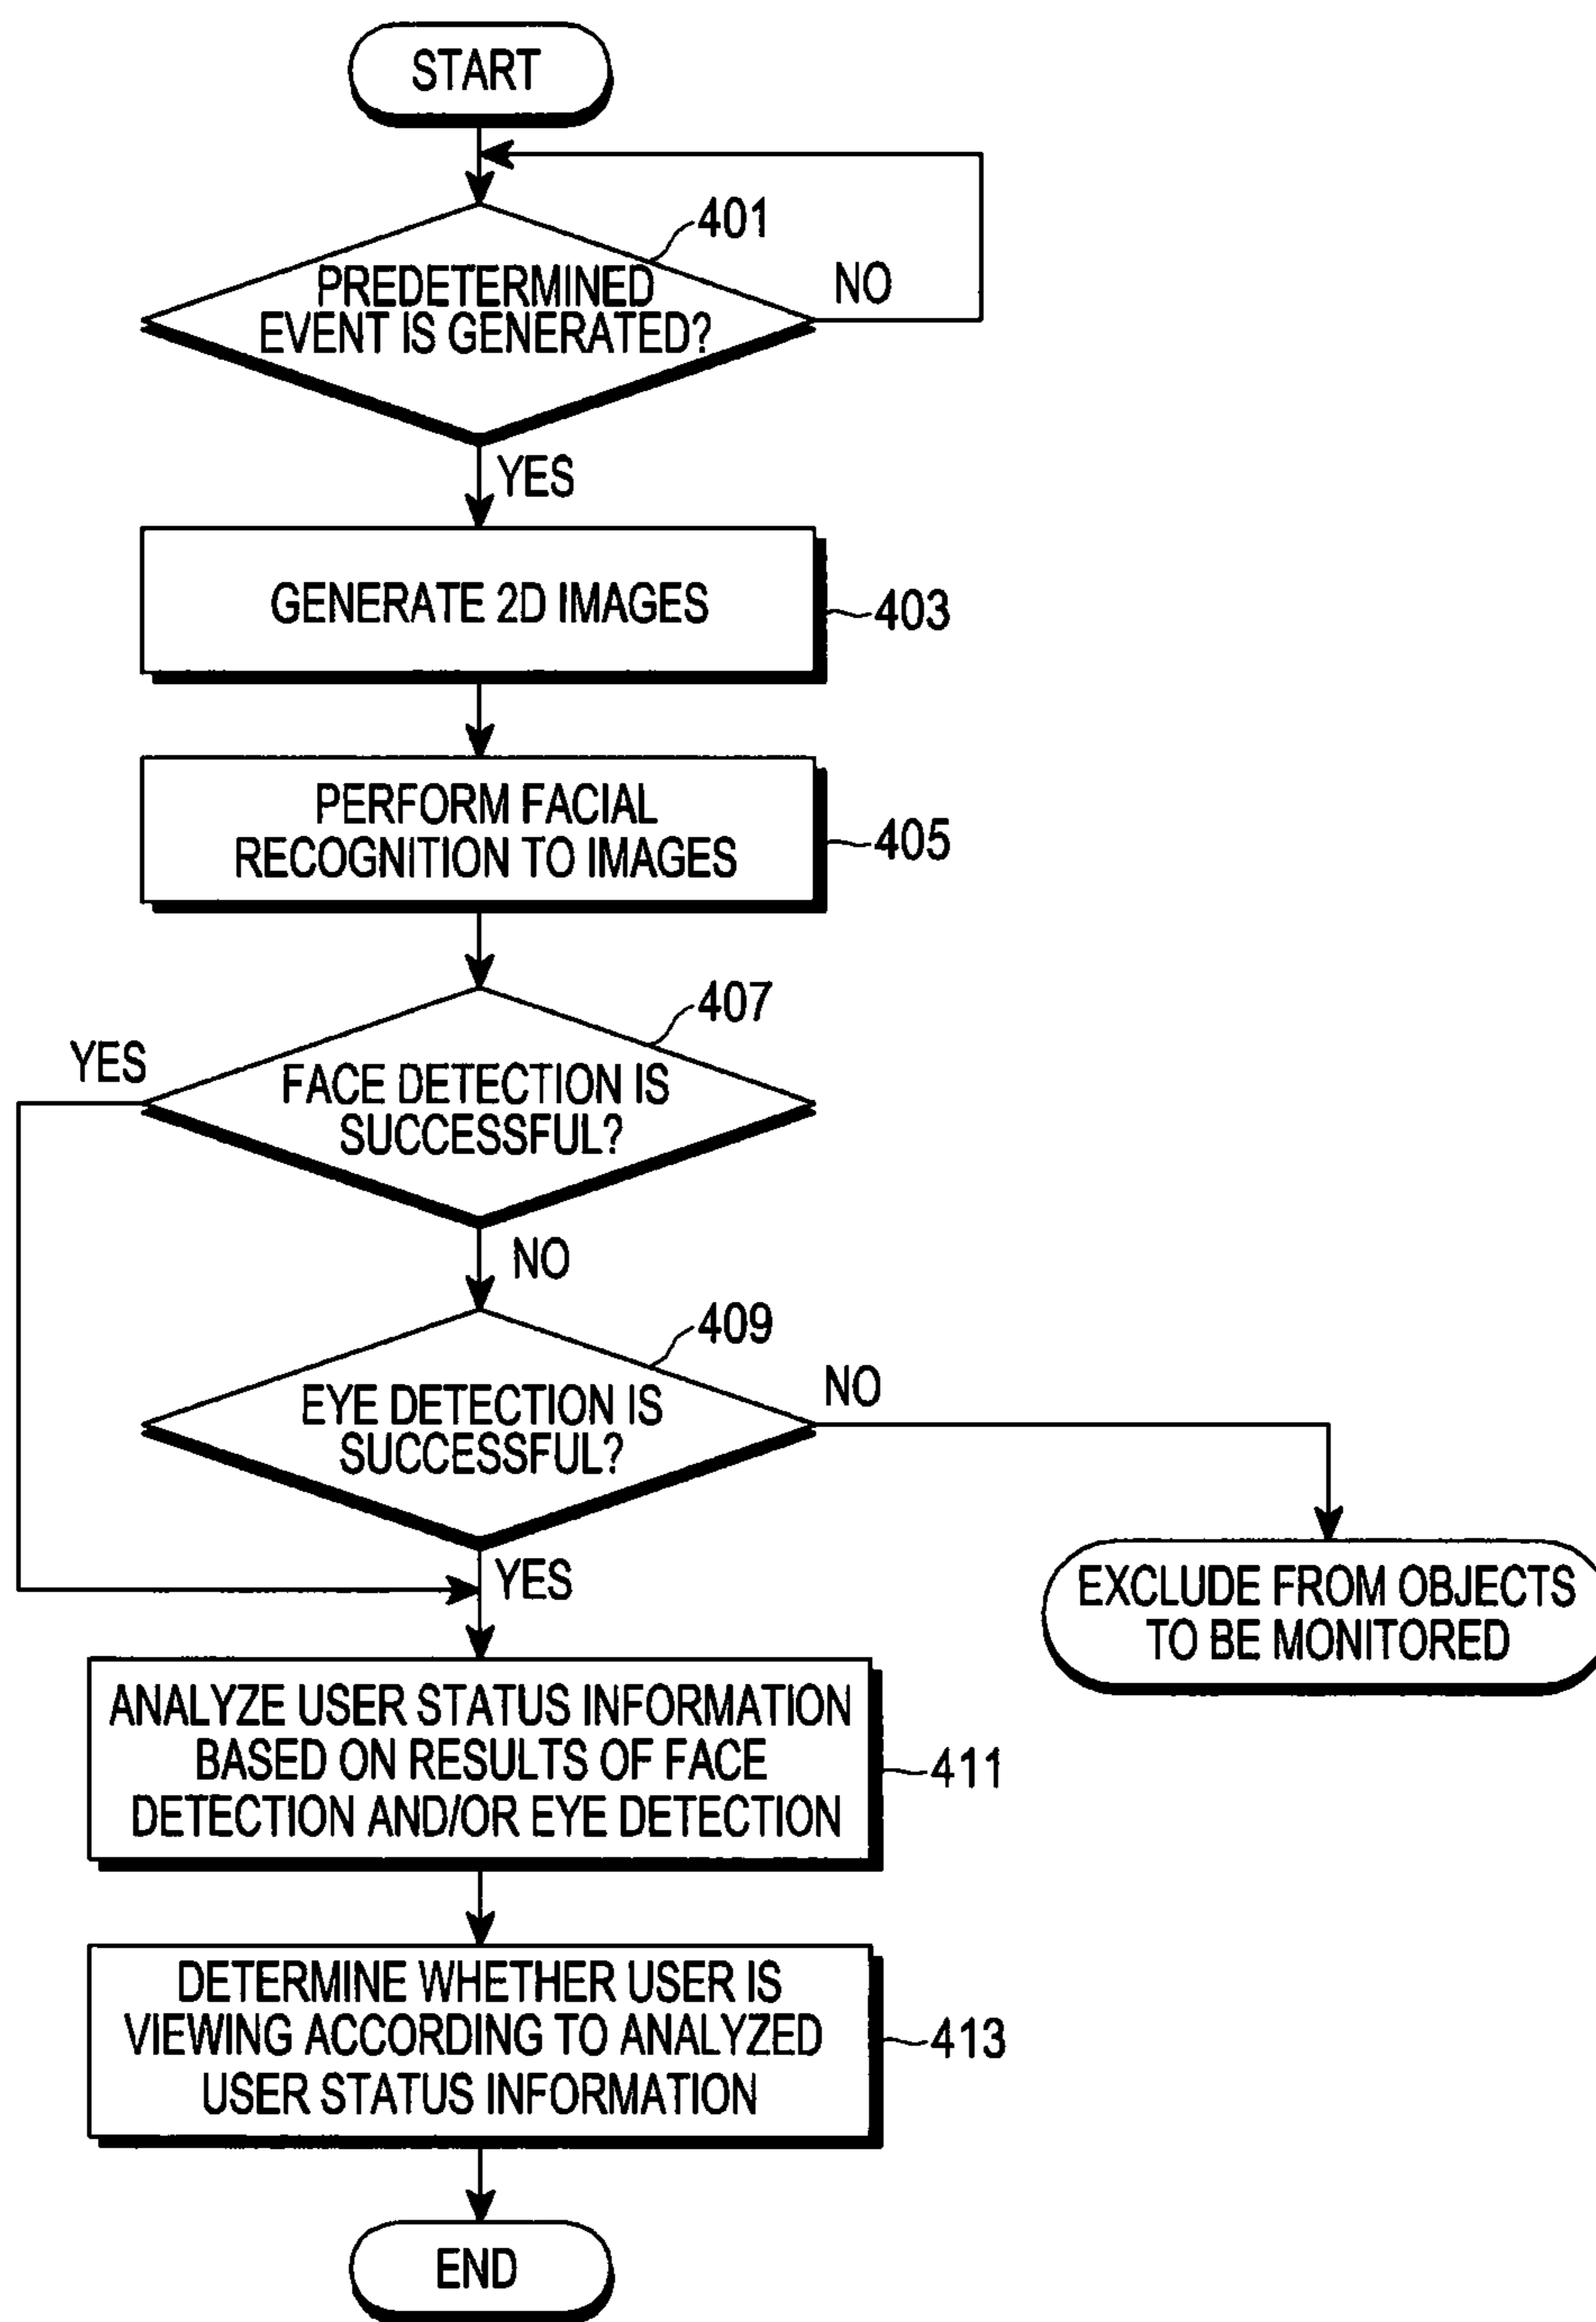 START
401
PREDETERMINED
EVENT IS GENERATED?
NO
YES
GENERATE 2D IMAGES
403
PERFORM FACIAL
RECOGNITION TO IMAGES
405
407
YES
FACE DETECTION IS
SUCCESSFUL?
NO
409
EYE DETECTION IS
SUCCESSFUL?
NO
YES
EXCLUDE FROM OBJECTS
TO BE MONITORED
ANALYZE USER STATUS INFORMATION
BASED ON RESULTS OF FACE
DETECTION AND/OR EYE DETECTION
411
DETERMINE WHETHER USER IS
VIEWING ACCORDING TO ANALYZED
USER STATUS INFORMATION
413
END